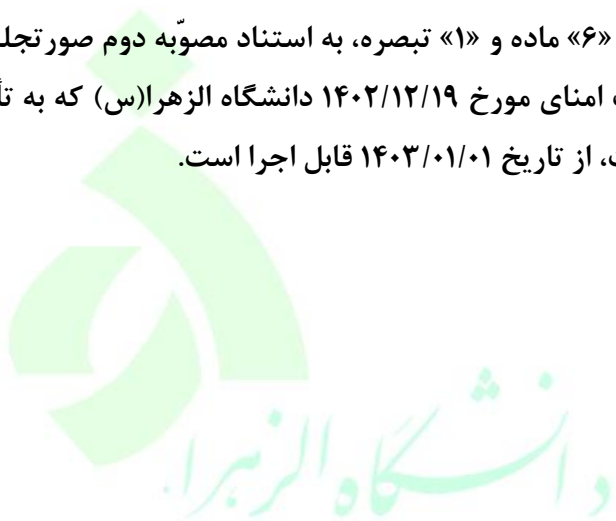 «۶» ماده و «۱» تبصره، به استناد مصوّبه دوم صورتجل
امنای مورخ ۱۴۰۲/۱۲/۱۹ دانشگاه الزهرا(س) که به تأ
، از تاریخ ۱۴۰۳/۰۱/۰۱ قابل اجرا است.
دانشگاه الزهرا